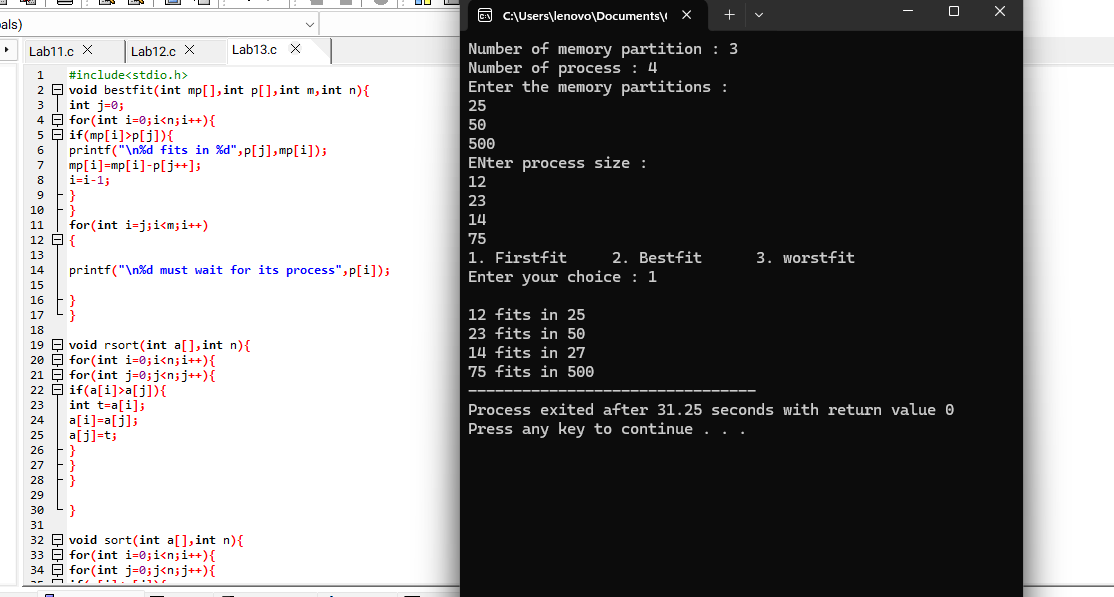 als)
Lab11.c
Lab12.c
Lab13.c
1 #include<stdio.h>
2 void bestfit(int mp[],int p[],int m,int n){
3 int j=0;
4 for(int i=0;i<n;i++){
5 if(mp[i]>p[j]){
6 printf("\n%d fits in %d",p[j],mp[i]);
7 mp[i]=mp[i]-p[j++];
8 i=i-1;
9 }
10 }
11 for(int i=j;i<m;i++)
12 {
13
14 printf("\n%d must wait for its process",p[i]);
15
16 }
17 }
18
19 void rsort(int a[],int n){
20 for(int i=0;i<n;i++){
21 for(int j=0;j<n;j++){
22 if(a[i]>a[j]){
23 int t=a[i];
24 a[i]=a[j];
25 a[j]=t;
26 }
27 }
28 }
29
30 }
31
32 void sort(int a[],int n){
33 for(int i=0;i<n;i++){
34 for(int j=0;j<n;j++){
C:\Users\lenovo\Documents\
Number of memory partition : 3
Number of process : 4
Enter the memory partitions :
25
50
500
ENter process size :
12
23
14
75
1. Firstfit 2. Bestfit 3. worstfit
Enter your choice : 1
12 fits in 25
23 fits in 50
14 fits in 27
75 fits in 500
--------------------------------
Process exited after 31.25 seconds with return value 0
Press any key to continue . . .